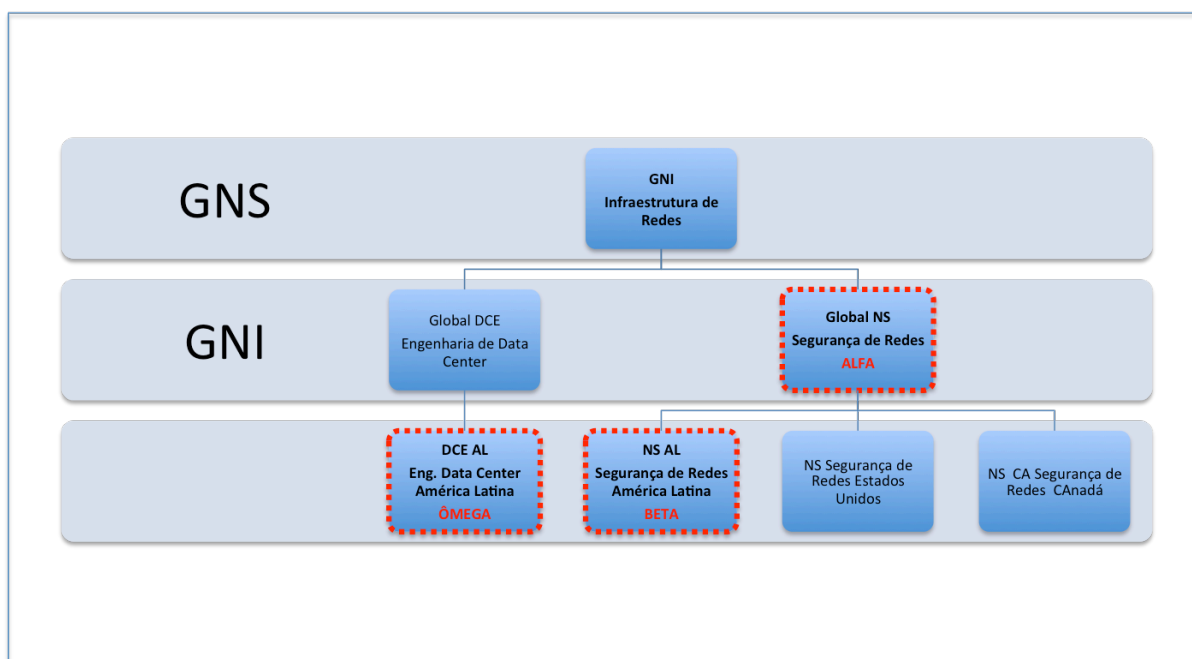 GNS
GNI
Infraestrutura de
Redes
GNI
Global DCE
Engenharia de Data
Center
Global NS
Segurança de Redes
ALFA
DCE AL
Eng. Data Center
América Latina
ÔMEGA
NS AL
Segurança de Redes
América Latina
BETA
NS Segurança de
Redes Estados
Unidos
NS  CA Segurança de
Redes  CAnadá